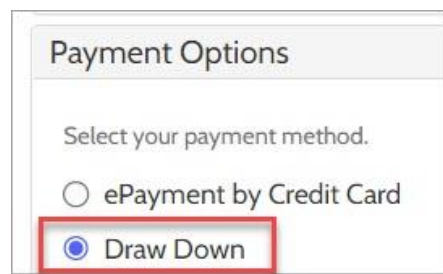 Payment Options
Select your payment method.
ePayment by Credit Card
Draw Down